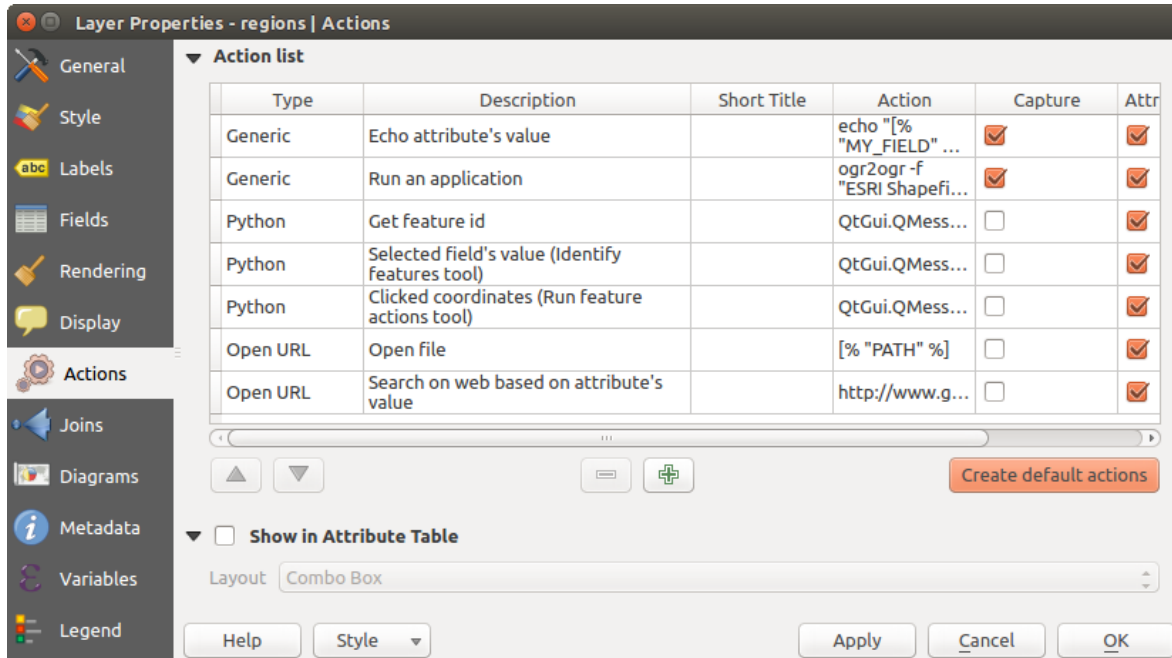 Layer Properties - regions | Actions
General
Style
abc Labels
Fields
Rendering
Display
Actions
Joins
Diagrams
Metadata
Variables
Legend
Action list
Type Description Short Title Action Capture Attr
Generic Echo attribute's value echo "[%
"MY_FIELD" ...
Generic Run an application ogr2ogr -f
"ESRI Shapefi...
Python Get feature id QtGui.QMess...
Python Selected field's value (Identify
features tool) QtGui.QMess...
Python Clicked coordinates (Run feature
actions tool) QtGui.QMess...
Open URL Open file [% "PATH" %]
Open URL Search on web based on attribute's
value http://www.g...
Create default actions
Show in Attribute Table
Layout Combo Box
Help Style Apply Cancel OK